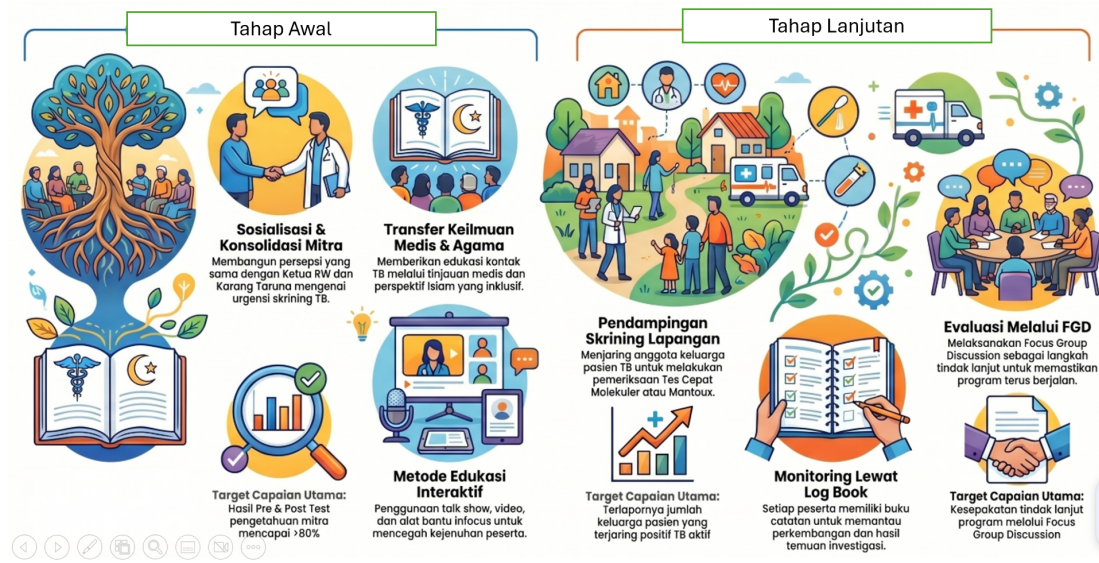 Tahap Awal
Sosialisasi &
Konsolidasi Mitra
Membangun persepsi yang
sama dengan Ketua RW dan
Karang Taruna mengenai
urgensi skrining TB.
Transfer Keilmuan
Medis & Agama
Memberikan edukasi kontak
TB melalui tinjauan medis dan
perspektif Isiam yang inklusif.
Target Capaian Utama:
Hasil Pre & Post Test
pengetahuan mitra
mencapai >80%
Metode Edukasi
Interaktif
Penggunaan talk show, video,
dan alat bantu infocus untuk
mencegah kejenuhan peserta.
Tahap Lanjutan
Pendampingan
Skrining Lapangan
Menjaring anggota keluarga
pasien TB untuk melakukan
pemeriksaan Tes Cepat
Molekuler atau Mantoux.
Target Capaian Utama:
Terlapornya jumlah
keluarga pasien yang
terjaring positif TB aktif
Monitoring Lewat
Log Book
Setiap peserta memiliki buku
catatan untuk memantau
perkembangan dan hasil
temuan investigasi.
Evaluasi Melalui FGD
Melaksanakan Focus Group
Discussion sebagai langkah
tindak lanjut untuk memastikan
program terus berjalan.
Target Capaian Utama:
Kesepakatan tindak lanjut
program melolui Focus
Group Discussion